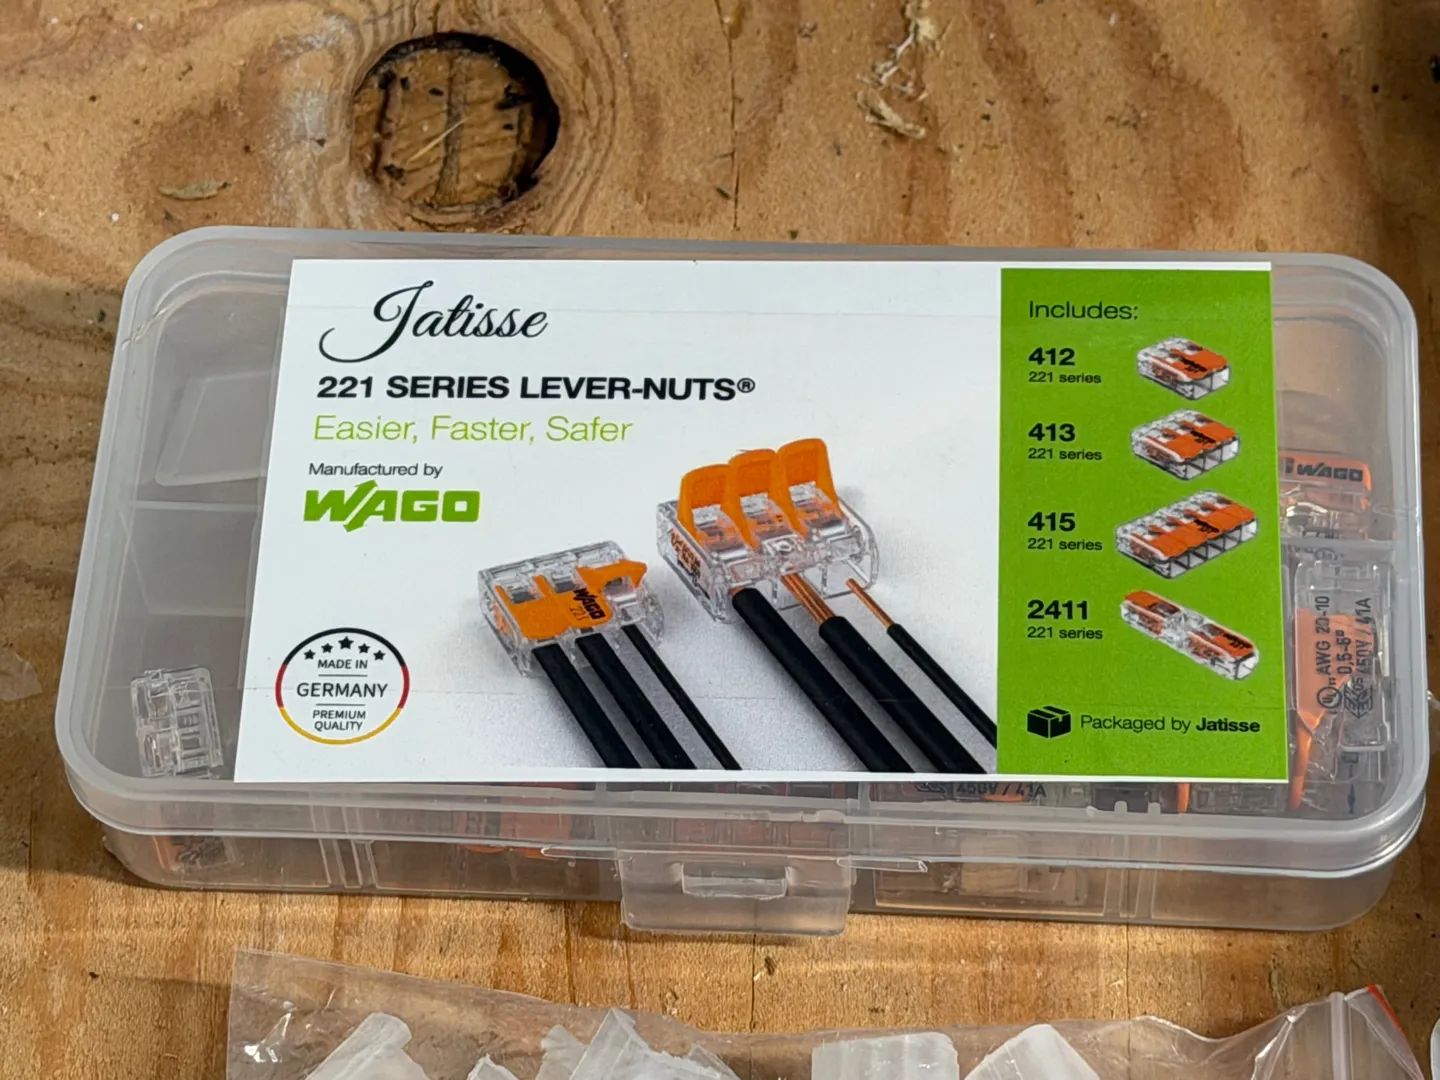 Jatisse
221 SERIES LEVER-NUTS®
Easier, Faster, Safer
Manufactured by
WAGO
MADE IN
GERMANY
PREMIUM
QUALITY
WAGO
221
Includes:
412
221 series
413
221 series
415
221 series
2411
221 series
Packaged by Jatisse
WAGO
AWG 20-10
450V / 41A
450V / 41A